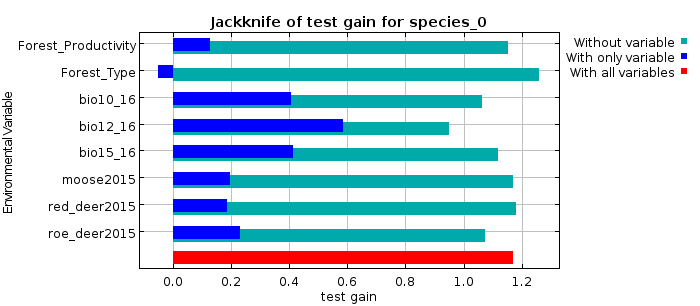 Jackknife of test gain for species_0
Environmental Variable
Forest_Productivity
Forest_Type
bio10_16
bio12_16
bio15_16
moose2015
red_deer2015
roe_deer2015
0.0 0.2 0.4 0.6 0.8 1.0 1.2
test gain
Without variable
With only variable
With all variables